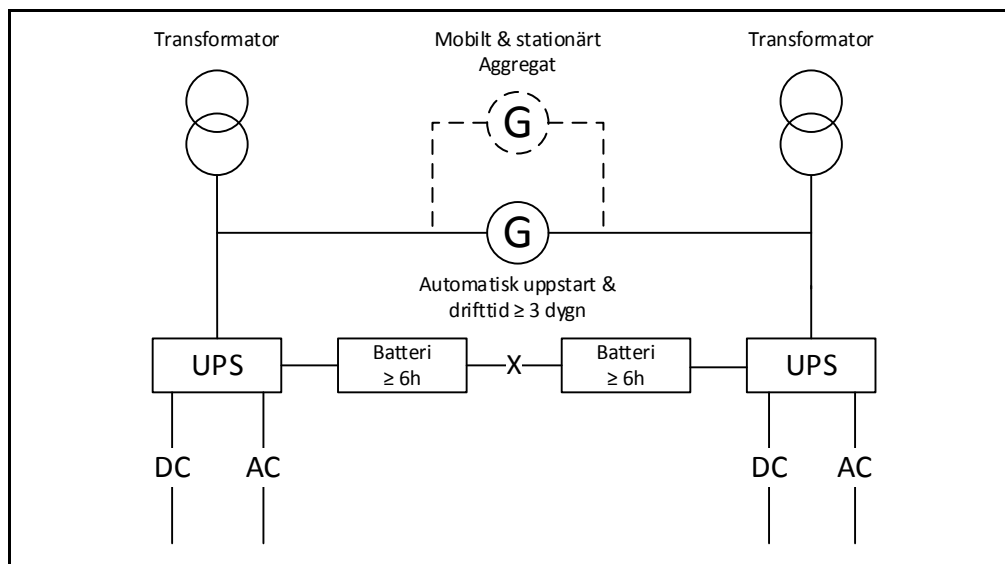 Transformator
Mobilt & stationärt
Aggregat
Transformator
G
G
Automatisk uppstart &
drifttid ≥ 3 dygn
UPS
Batteri
≥ 6h
X
Batteri
≥ 6h
UPS
DC
AC
DC
AC